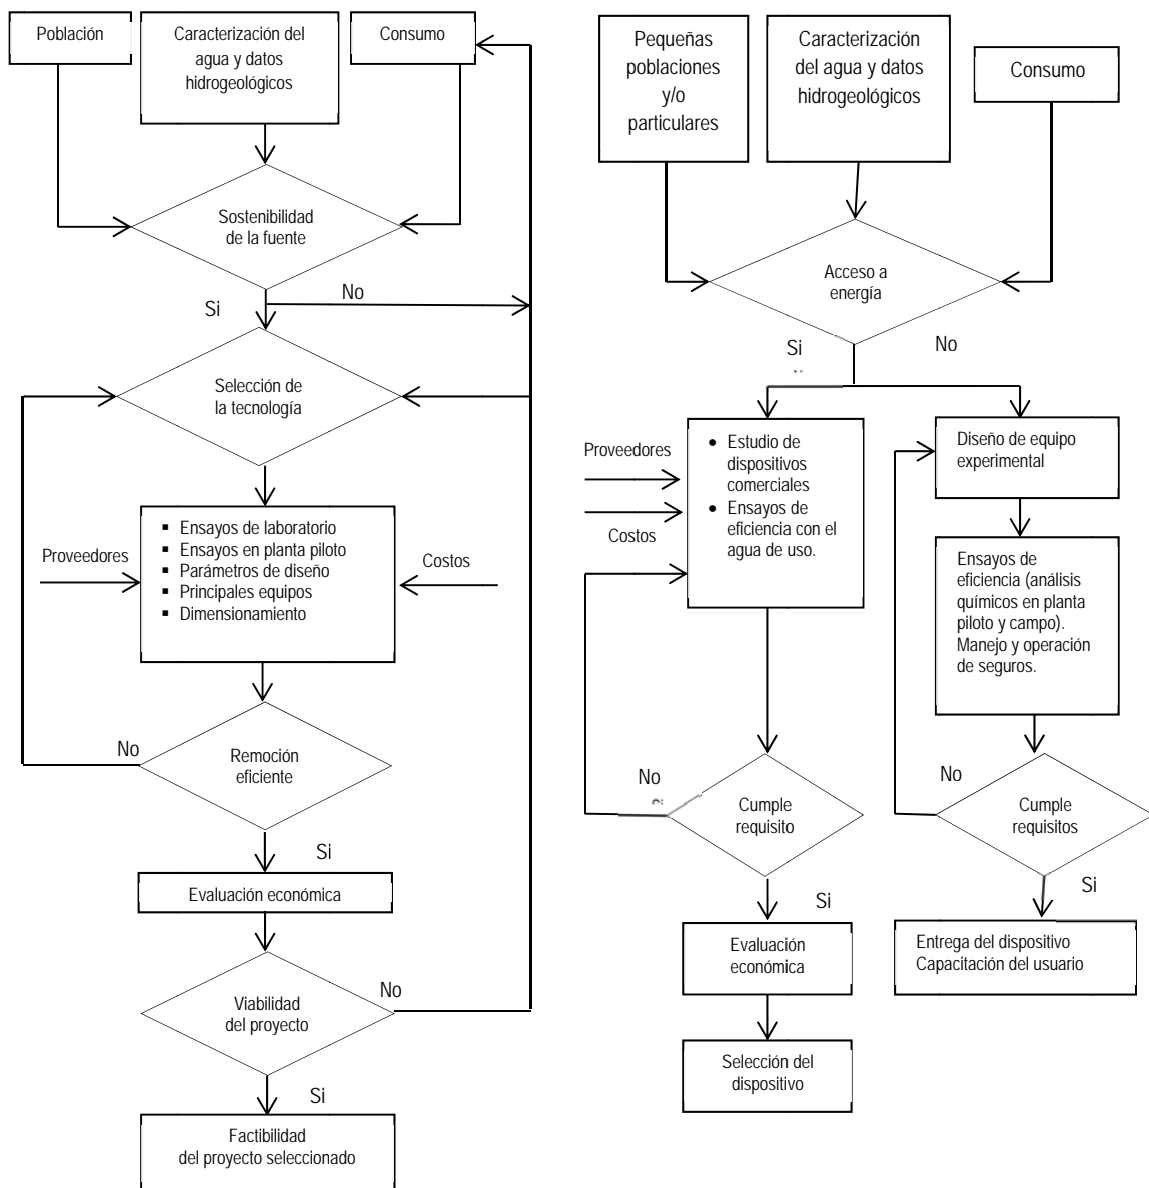 Población
Caracterización del
agua y datos
hidrogeológicos
Consumo
Sostenibilidad
de la fuente
No
Si
Selección de
la tecnología
▪ Ensayos de laboratorio
▪ Ensayos en planta piloto
▪ Parámetros de diseño
▪ Principales equipos
▪ Dimensionamiento
Proveedores
Costos
No
Remoción
eficiente
Si
Evaluación económica
Viabilidad
del proyecto
No
Si
Factibilidad
del proyecto seleccionado
Pequeñas
poblaciones
y/o
particulares
Caracterización
del agua y datos
hidrogeológicos
Consumo
Acceso a
energía
Si
No
Proveedores
Costos
• Estudio de
dispositivos
comerciales
• Ensayos de
eficiencia con el
agua de uso.
No
Cumple
requisito
Si
Evaluación
económica
Selección del
dispositivo
Diseño de equipo
experimental
Ensayos de
eficiencia (análisis
químicos en planta
piloto y campo).
Manejo y operación
de seguros.
No
Cumple
requisitos
Si
Entrega del dispositivo
Capacitación del usuario